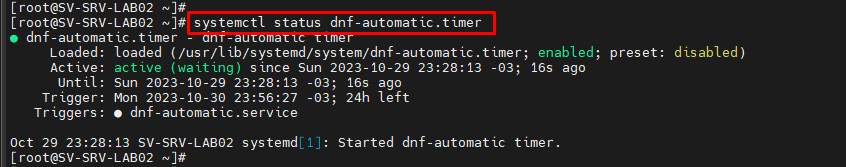 [root@SV-SRV-LAB02 ~]#
[root@SV-SRV-LAB02 ~]# systemctl status dnf-automatic.timer
● dnf-automatic.timer - dnf-automatic timer
Loaded: loaded (/usr/lib/systemd/system/dnf-automatic.timer; enabled; preset: disabled)
Active: active (waiting) since Sun 2023-10-29 23:28:13 -03; 16s ago
Until: Sun 2023-10-29 23:28:13 -03; 16s ago
Trigger: Mon 2023-10-30 23:56:27 -03; 24h left
Triggers: ● dnf-automatic.service

Oct 29 23:28:13 SV-SRV-LAB02 systemd[1]: Started dnf-automatic timer.
[root@SV-SRV-LAB02 ~]#